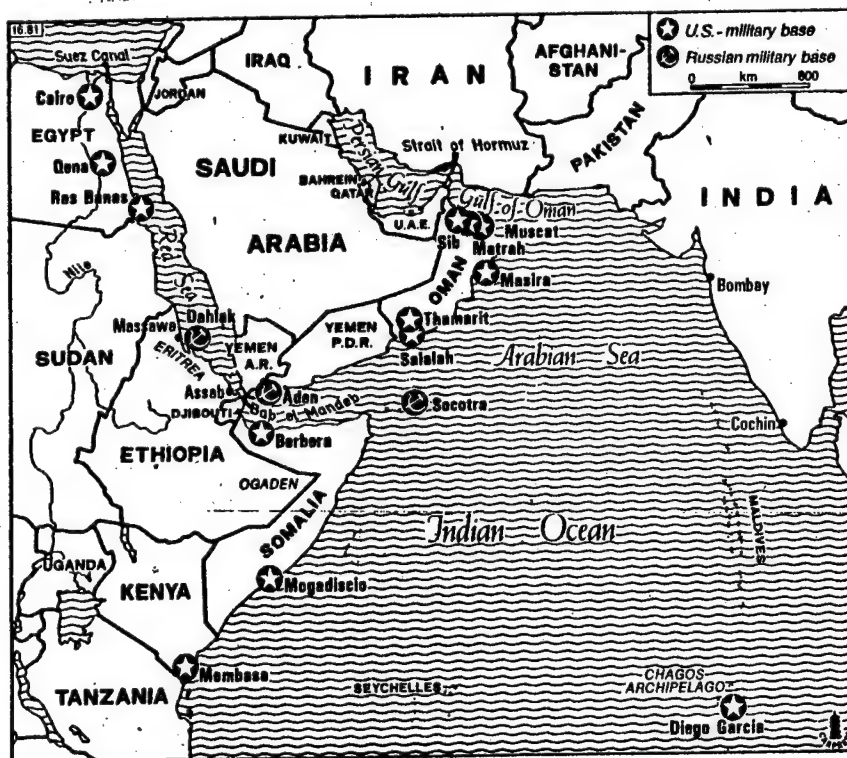 16.81
U.S.- military base
Russian military base
0 km 800
Suez Canal
IRAQ
AFGHANI-
STAN
IRAN
Cairo
JORDAN
EGYPT
KUWAIT
Persian Gulf
Strait of Hormuz
PAKISTAN
Qena
SAUDI
ARABIA
BAHREIN
QATAR
U.A.E.
Gulf of Oman
INDIA
Ras Banas
Sib
Muscat
Matrah
OMAN
Masira
Bombay
Nile
Red Sea
Dahlak
Massawa
ERITREA
Thamarit
Salalah
YEMEN
P.D.R.
YEMEN
A.R.
Arabian Sea
SUDAN
Assab
Aden
Bab el Mandeb
Socotra
DJIBOUTI
Berbera
Cochin
ETHIOPIA
OGADEN
SOMALIA
Indian Ocean
MALDIVES
UGANDA
KENYA
Mogadiscio
Mombasa
TANZANIA
SEYCHELLES
CHAGOS
ARCHIPELAGO
Diego Garcia